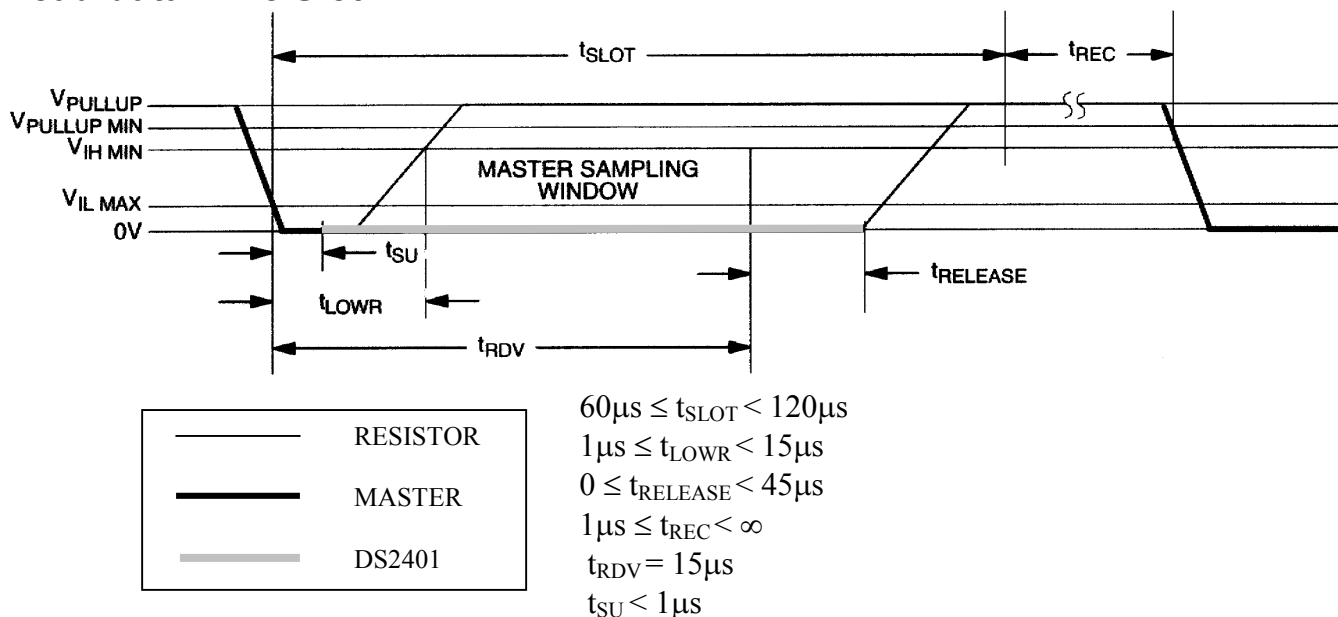 tSLOT
tREC
VPULLUP
VPULLUP MIN
VIH MIN
MASTER SAMPLING
WINDOW
VIL MAX
0V
tSU
tRELEASE
tLOWR
tRDV
RESISTOR
MASTER
DS2401
60μs ≤ tSLOT < 120μs
1μs ≤ tLOWR < 15μs
0 ≤ tRELEASE < 45μs
1μs ≤ tREC < ∞
tRDV = 15μs
tSU < 1μs